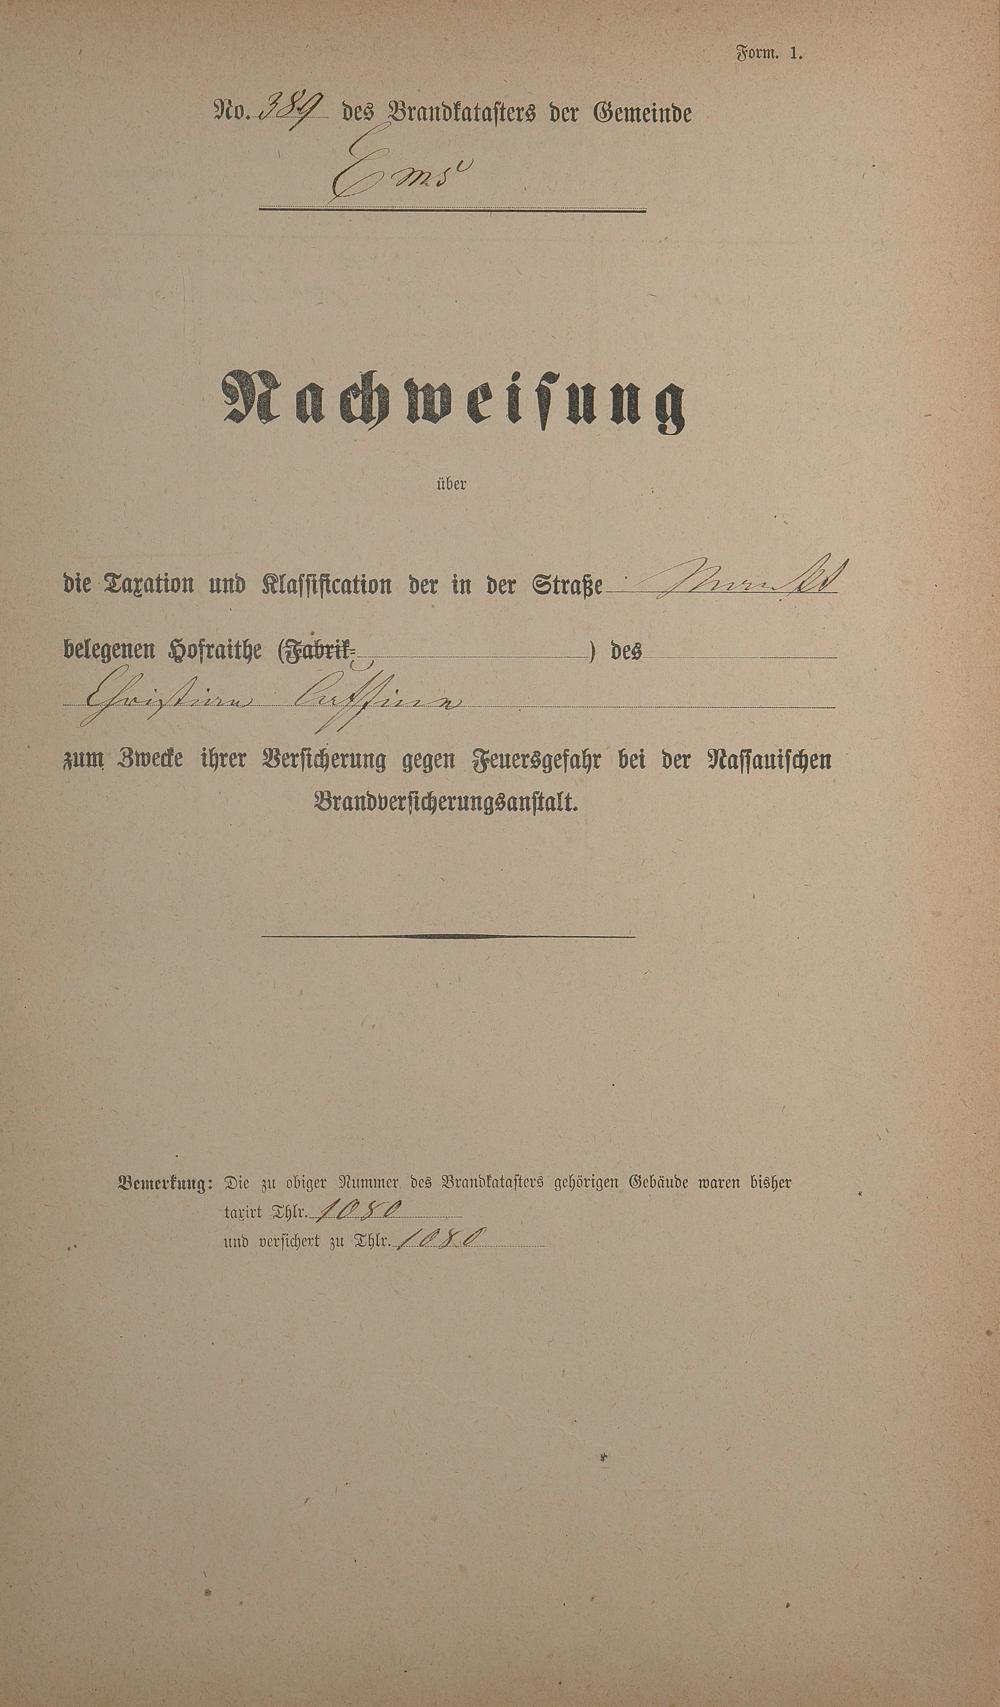 Form. 1.
No. 389 des Brandkatasters der Gemeinde
Ems
Nachweisung
über
die Taxation und Klassification der in der Straße Markt
belegenen Hofraithe (Fabrik- ) des
Christian
zum Zwecke ihrer Versicherung gegen Feuersgefahr bei der Nassauischen
Brandversicherungsanstalt.
Bemerkung: Die zu obiger Nummer des Brandkatasters gehörigen Gebäude waren bisher
taxirt Thlr. 1080
und versichert zu Thlr. 1080